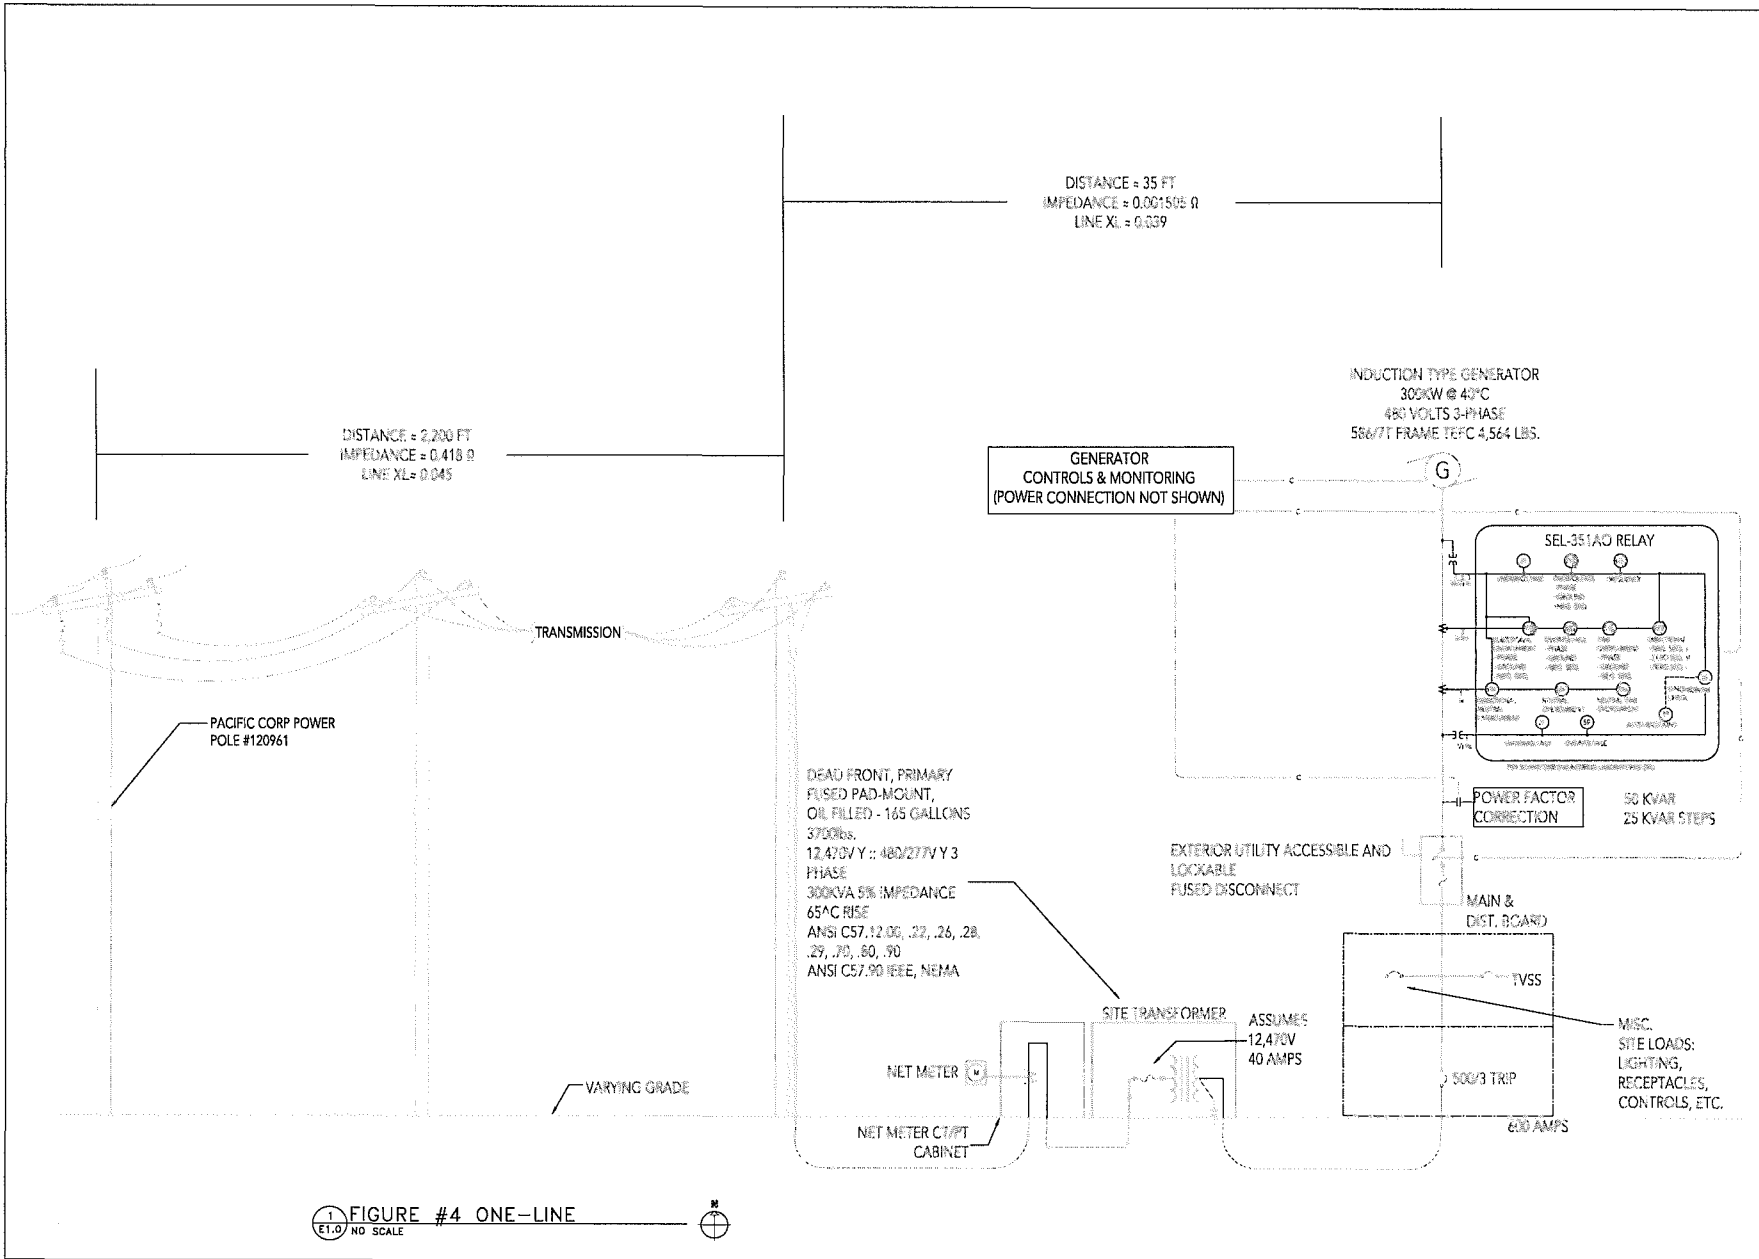 DISTANCE = 35 FT
IMPEDANCE = 0.001505 Ω
LINE XL = 0.039
DISTANCE = 2,200 FT
IMPEDANCE = 0.418 Ω
LINE XL= 0.045
INDUCTION TYPE GENERATOR
300KW @ 40°C
480 VOLTS 3-PHASE
586/7T FRAME TEFC 4,564 LBS.
GENERATOR
CONTROLS & MONITORING
(POWER CONNECTION NOT SHOWN)
G
C
C
C
SEL-351AO RELAY
TRANSMISSION
PACIFIC CORP POWER
POLE #120961
C
POWER FACTOR
CORRECTION
50 KVAR
25 KVAR STEPS
DEAD FRONT, PRIMARY
FUSED PAD-MOUNT,
OIL FILLED - 165 GALLONS
3700lbs.
12,470V Y :: 480/277V Y 3
PHASE
300KVA 5% IMPEDANCE
65^C RISE
ANSI C57.12.00, .22, .26, .28,
.29, .70, .80, .90
ANSI C57.90 IEEE, NEMA
EXTERIOR UTILITY ACCESSIBLE AND
LOCKABLE
FUSED DISCONNECT
C
MAIN &
DIST. BOARD
TVSS
SITE TRANSFORMER
ASSUMES
12,470V
40 AMPS
MISC.
SITE LOADS:
LIGHTING,
RECEPTACLES,
CONTROLS, ETC.
NET METER
M
500/3 TRIP
VARYING GRADE
600 AMPS
NET METER CT/PT
CABINET
1
E1.0
FIGURE #4 ONE-LINE
NO SCALE
N